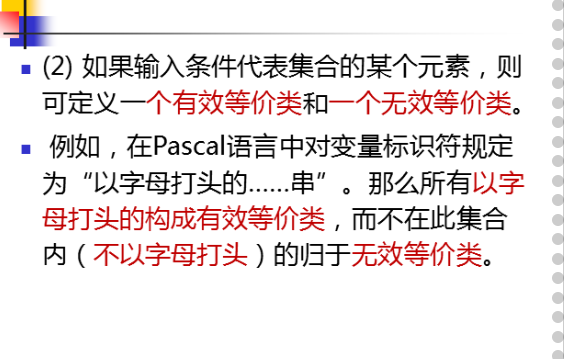 (2) 如果输入条件代表集合的某个元素，则
可定义一个有效等价类和一个无效等价类。
例如，在Pascal语言中对变量标识符规定
为“以字母打头的……串”。那么所有以字
母打头的构成有效等价类，而不在此集合
内（不以字母打头）的归于无效等价类。